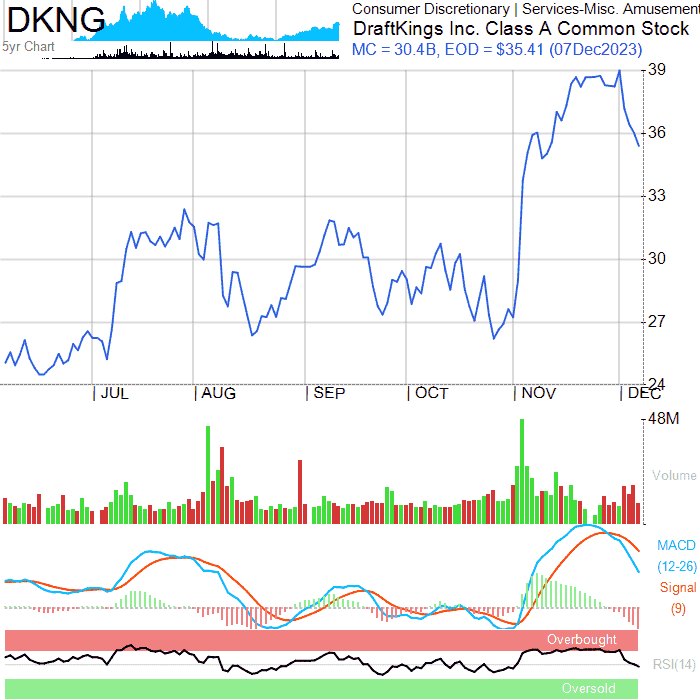 DKNG
5yr Chart
Consumer Discretionary | Services-Misc. Amusement
DraftKings Inc. Class A Common Stock
MC = 30.4B, EOD = $35.41 (07Dec2023)
39
36
33
30
27
24
JUL AUG SEP OCT NOV DEC
48M
Volume
MACD
(12-26)
Signal
(9)
Overbought
RSI(14)
Oversold